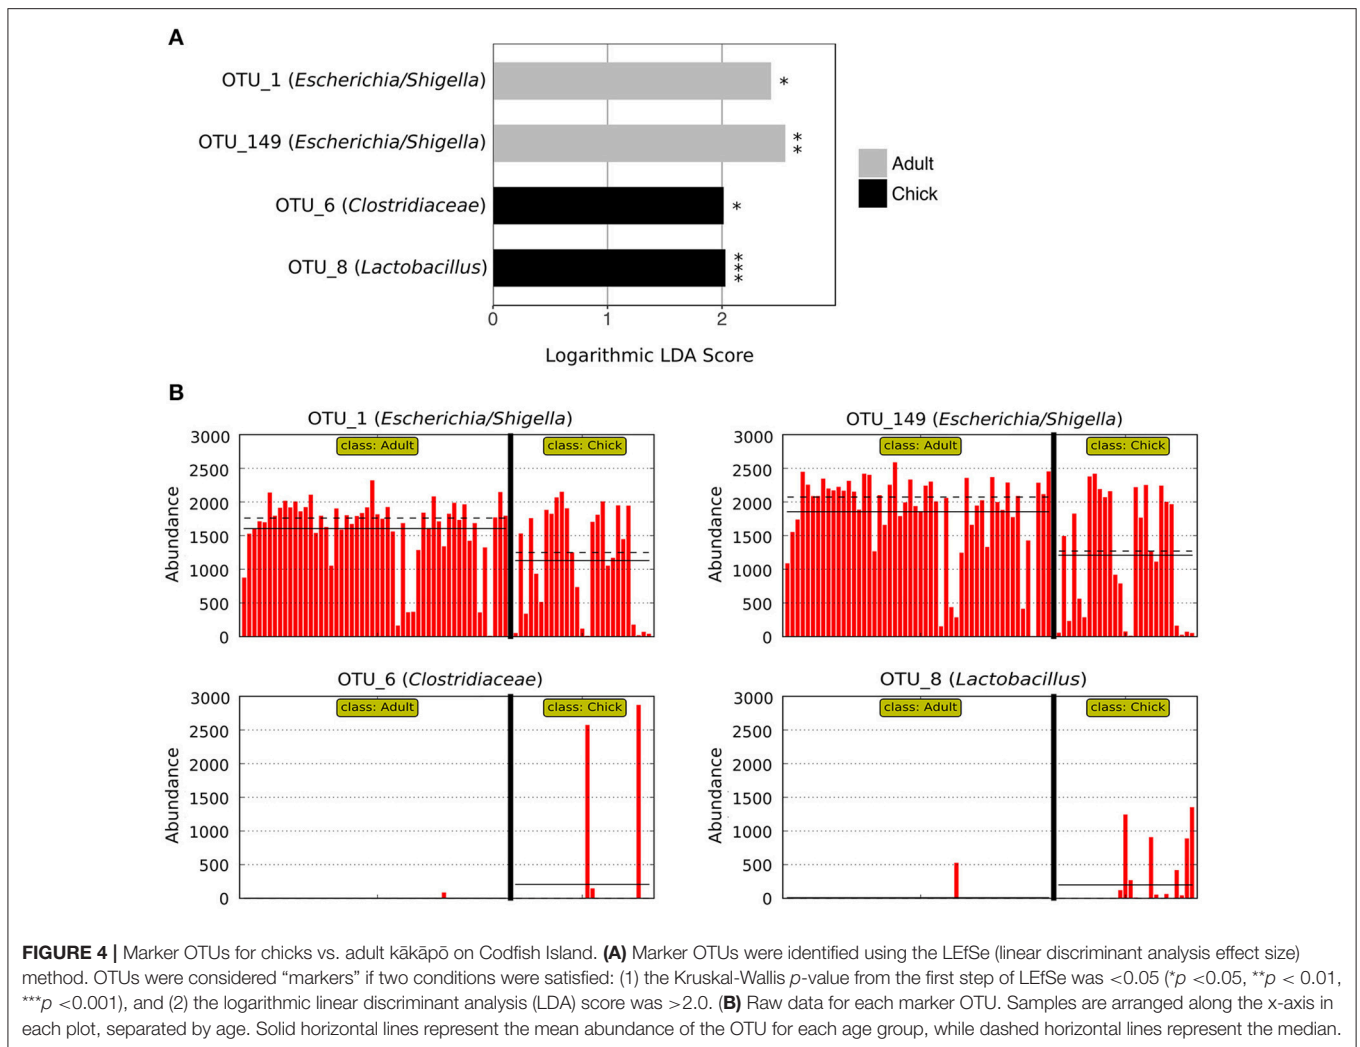 A
OTU_1 (Escherichia/Shigella)
*
OTU_149 (Escherichia/Shigella)
**
OTU_6 (Clostridiaceae)
*
OTU_8 (Lactobacillus)
***
Adult
Chick
0 1 2
Logarithmic LDA Score
B
OTU_1 (Escherichia/Shigella)
class: Adult
class: Chick
Abundance
3000
2500
2000
1500
1000
500
0
OTU_149 (Escherichia/Shigella)
class: Adult
class: Chick
Abundance
3000
2500
2000
1500
1000
500
0
OTU_6 (Clostridiaceae)
class: Adult
class: Chick
Abundance
3000
2500
2000
1500
1000
500
0
OTU_8 (Lactobacillus)
class: Adult
class: Chick
Abundance
3000
2500
2000
1500
1000
500
0
FIGURE 4 | Marker OTUs for chicks vs. adult kākāpō on Codfish Island. (A) Marker OTUs were identified using the LEfSe (linear discriminant analysis effect size)
method. OTUs were considered “markers” if two conditions were satisfied: (1) the Kruskal-Wallis p-value from the first step of LEfSe was <0.05 (*p <0.05, **p < 0.01,
***p <0.001), and (2) the logarithmic linear discriminant analysis (LDA) score was >2.0. (B) Raw data for each marker OTU. Samples are arranged along the x-axis in
each plot, separated by age. Solid horizontal lines represent the mean abundance of the OTU for each age group, while dashed horizontal lines represent the median.